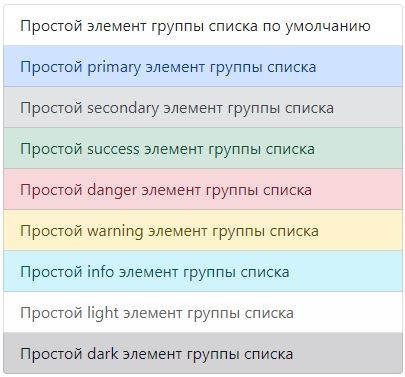 Простой элемент группы списка по умолчанию
Простой primary элемент группы списка
Простой secondary элемент группы списка
Простой success элемент группы списка
Простой danger элемент группы списка
Простой warning элемент группы списка
Простой info элемент группы списка
Простой light элемент группы списка
Простой dark элемент группы списка